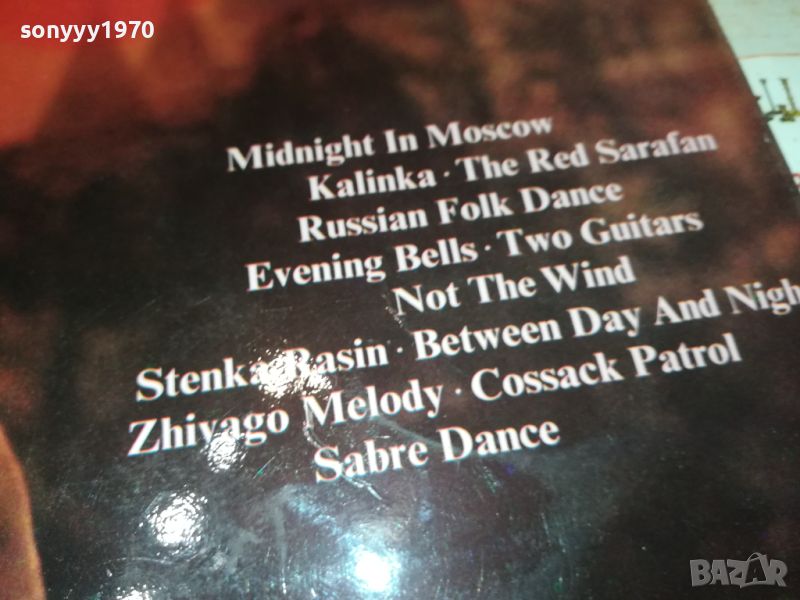 sonyyy1970
Midnight In Moscow
Kalinka · The Red Sarafan
Russian Folk Dance
Evening Bells · Two Guitars
Not The Wind
Stenka Rasin · Between Day And Nigh
Zhivago Melody · Cossack Patrol
Sabre Dance
BAZAR